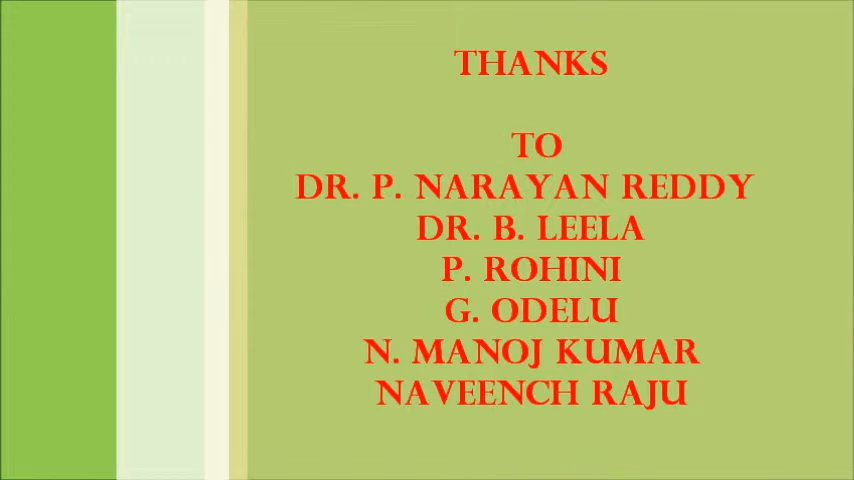 THANKS
TO
DR. P. NARAYAN REDDY
DR. B. LEELA
P. ROHINI
G. ODELU
N. MANOJ KUMAR
NAVEENCH RAJU